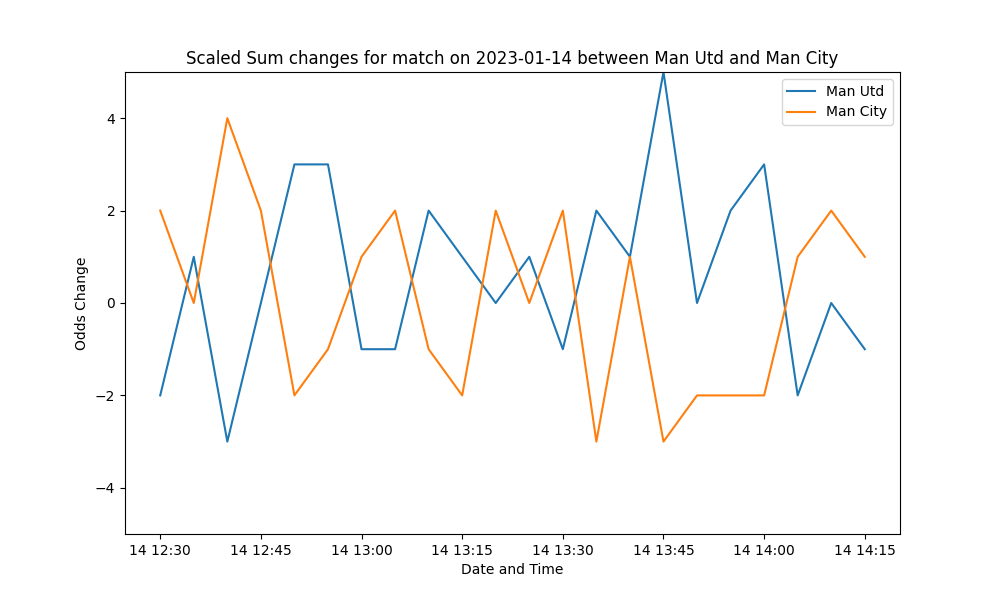 Scaled Sum changes for match on 2023-01-14 between Man Utd and Man City
Man Utd
Man City
4
2
0
−2
−4
Odds Change
14 12:30 14 12:45 14 13:00 14 13:15 14 13:30 14 13:45 14 14:00 14 14:15
Date and Time